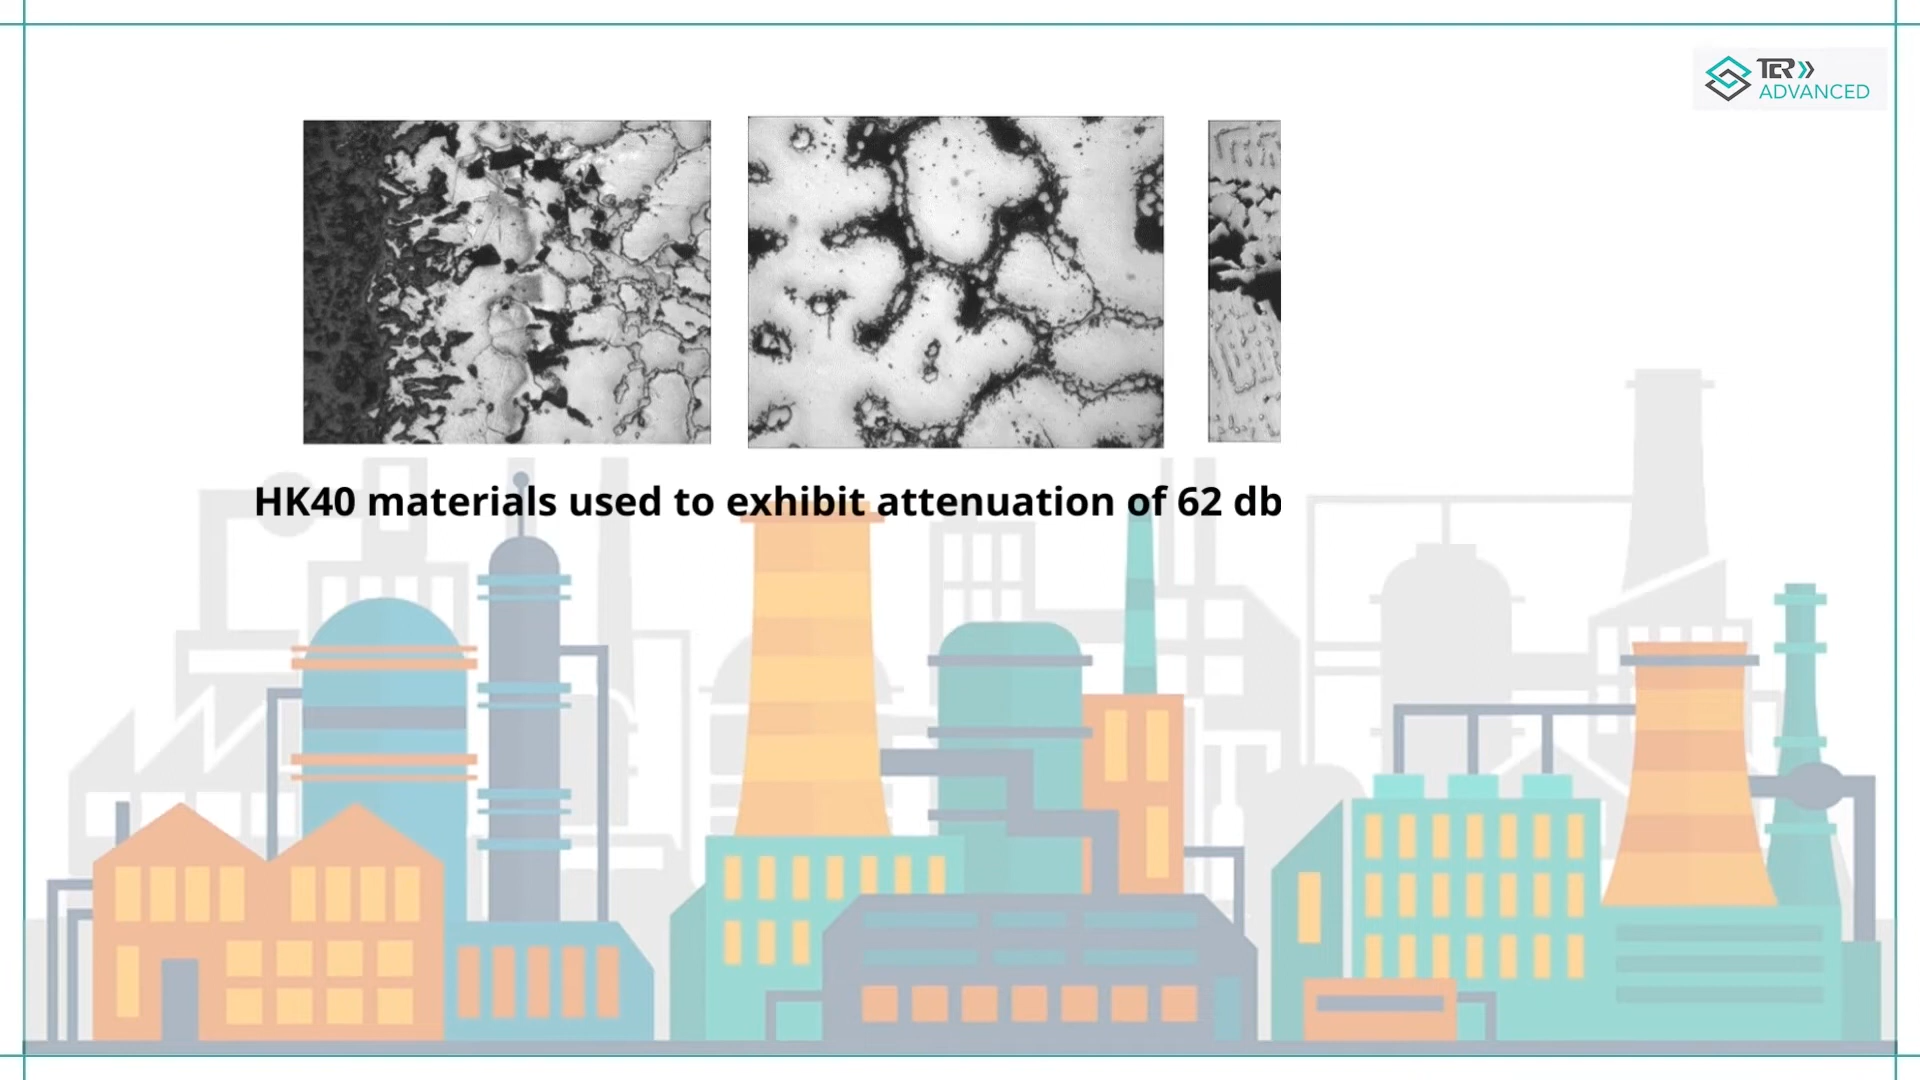 TCR
ADVANCED
HK40 materials used to exhibit attenuation of 62 db